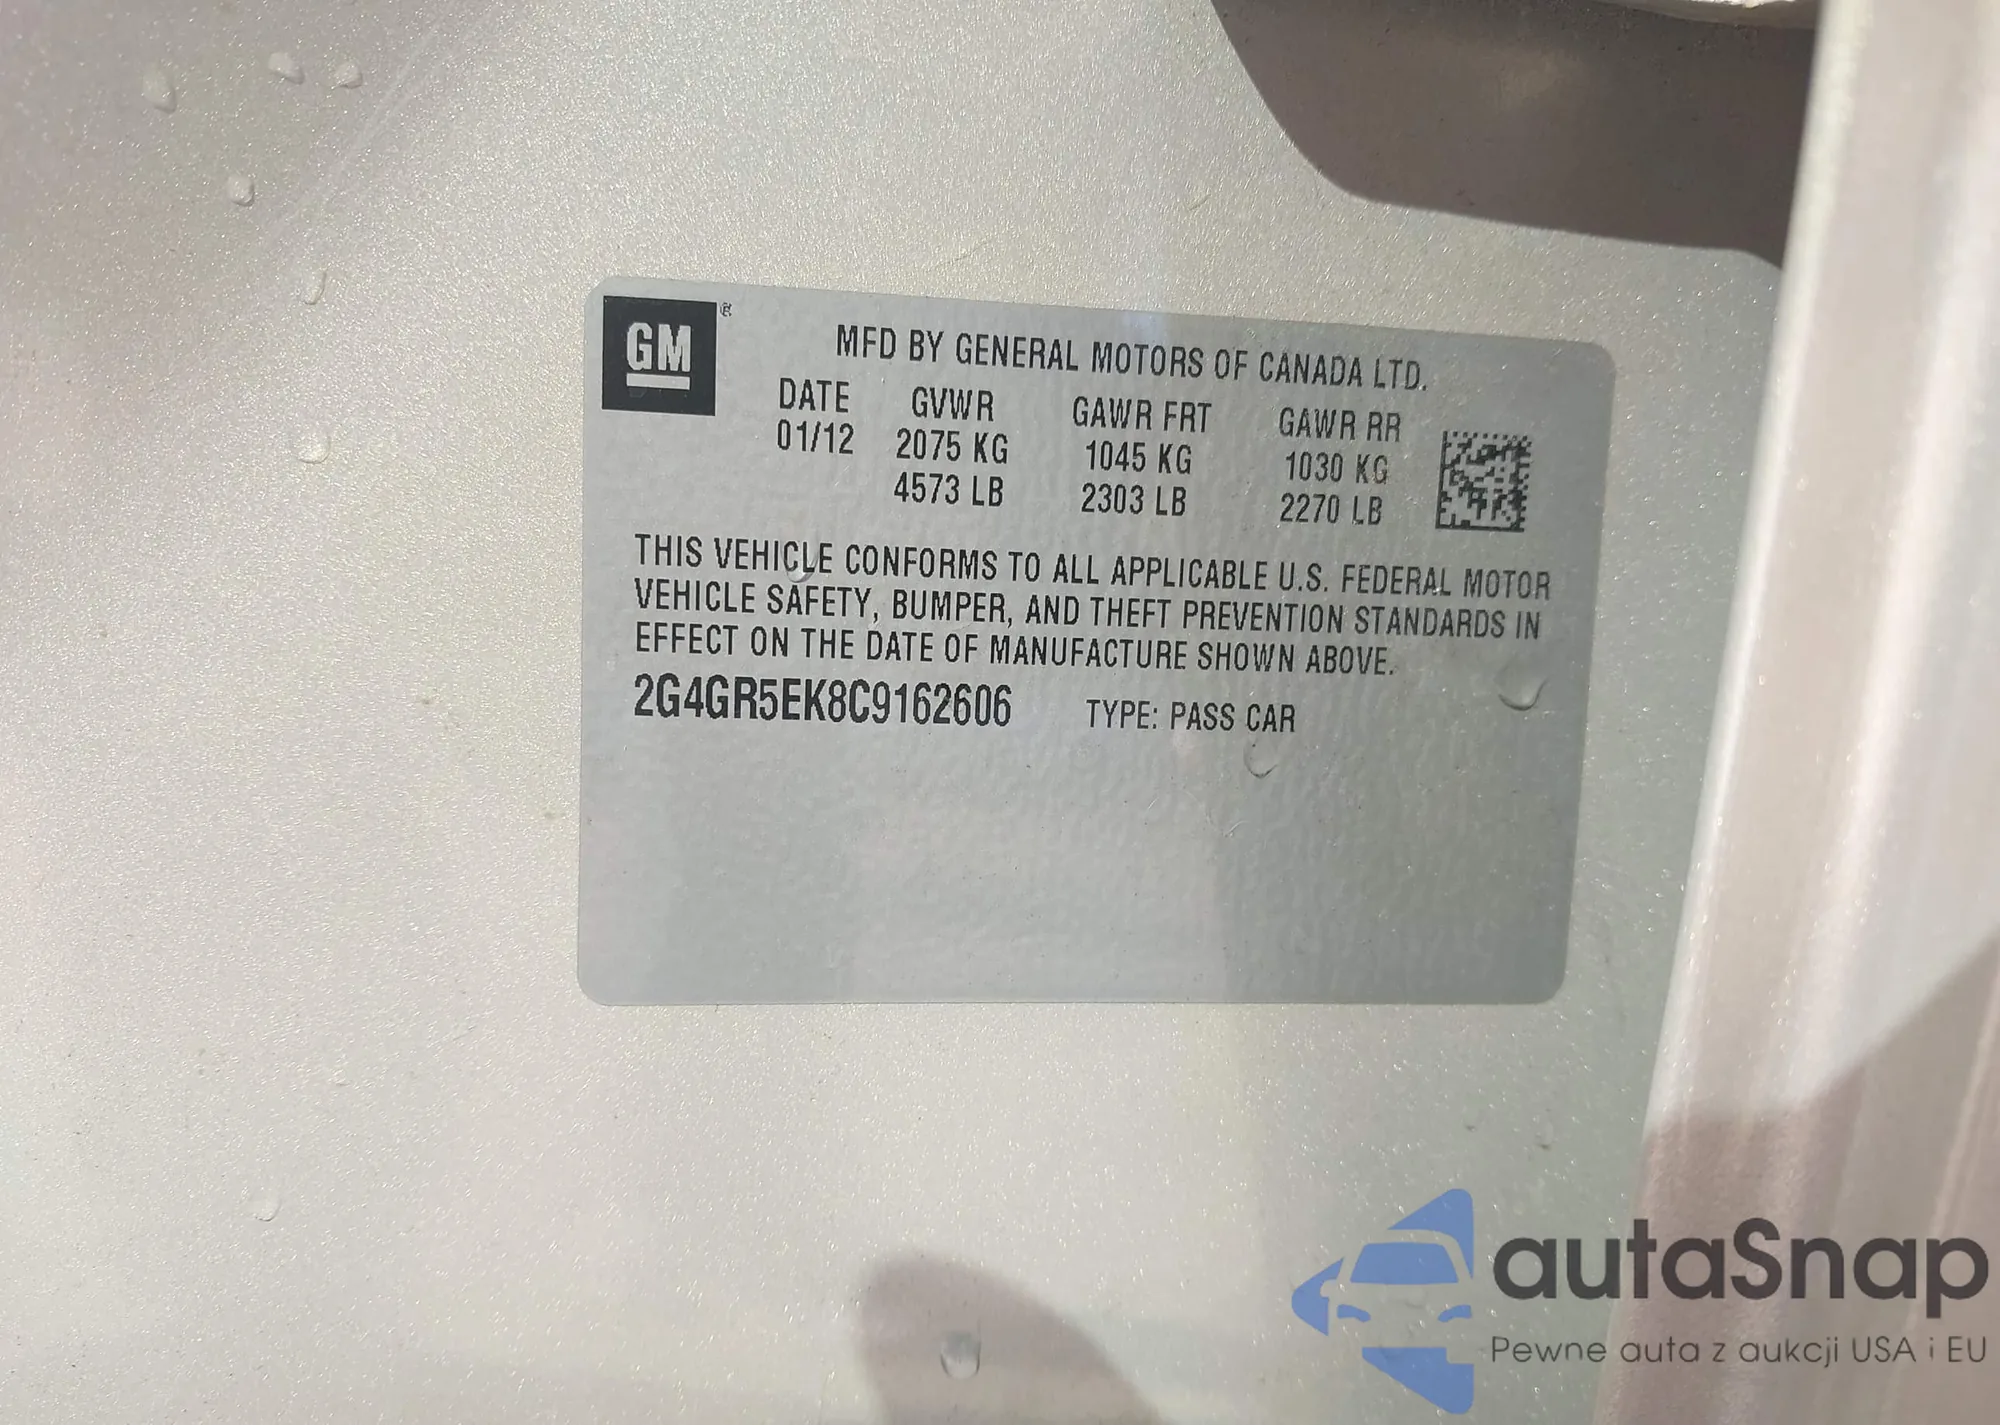 GM ®
MFD BY GENERAL MOTORS OF CANADA LTD.
DATE GVWR GAWR FRT GAWR RR
01/12 2075 KG 1045 KG 1030 KG
4573 LB 2303 LB 2270 LB
THIS VEHICLE CONFORMS TO ALL APPLICABLE U.S. FEDERAL MOTOR
VEHICLE SAFETY, BUMPER, AND THEFT PREVENTION STANDARDS IN
EFFECT ON THE DATE OF MANUFACTURE SHOWN ABOVE.
2G4GR5EK8C9162606 TYPE: PASS CAR
autaSnap
Pewne auta z aukcji USA i EU